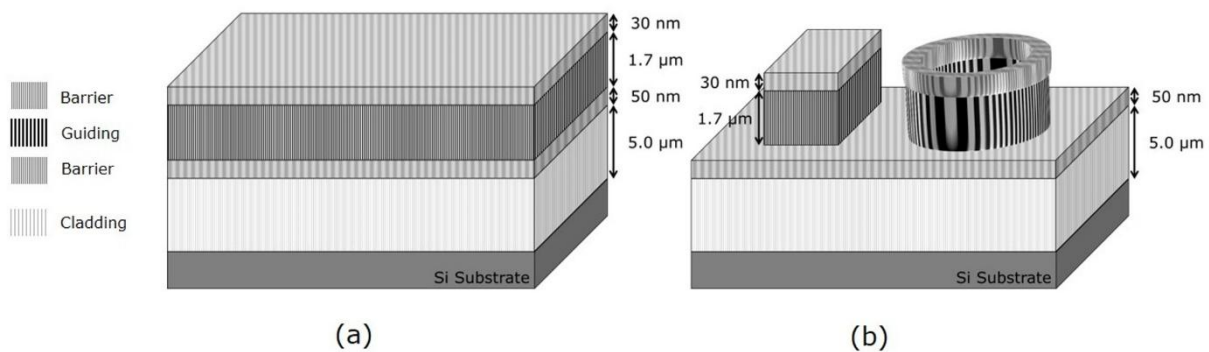 Barrier
Guiding
Barrier
Cladding
30 nm
1.7 µm
50 nm
5.0 µm
Si Substrate
(a)
30 nm
1.7 µm
50 nm
5.0 µm
Si Substrate
(b)